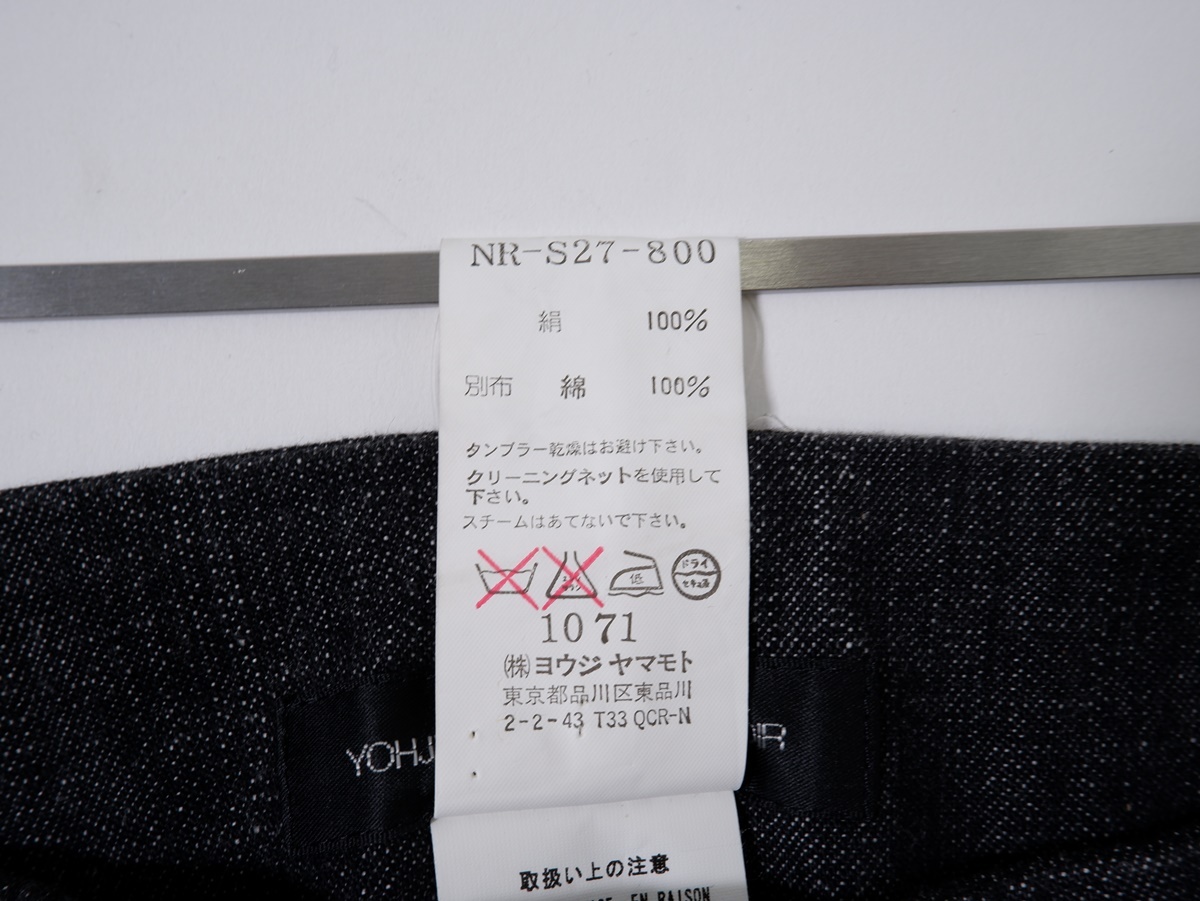 NR-S27-800
絹 100%
別布 綿 100%
タンブラー乾燥はお避け下さい。
クリーニングネットを使用して
下さい。
スチームはあてないで下さい。
低 ドライ
セキユ系
1071
(株)ヨウジ ヤマモト
東京都品川区東品川
2-2-43 T33 QCR-N
YOHJ
取扱い上の注意
EN RAISON